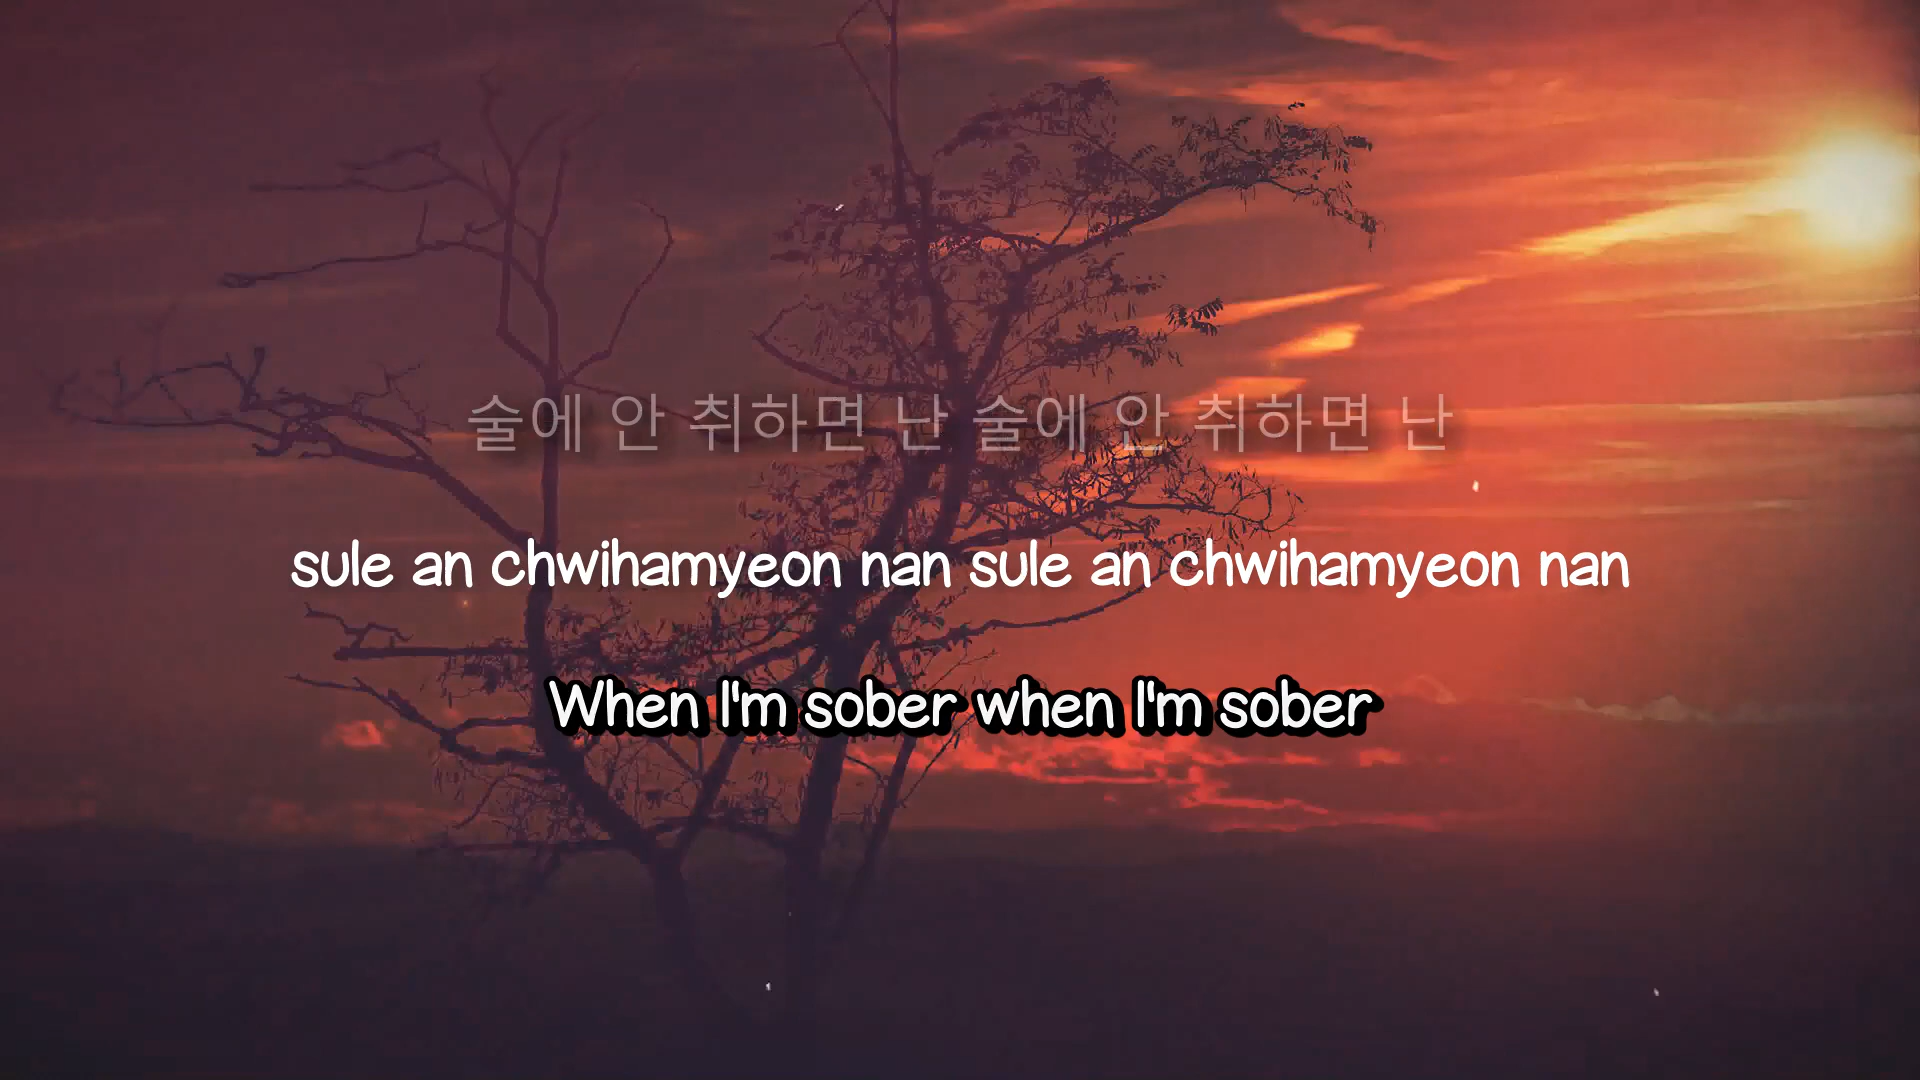 술에 안 취하면 난 술에 안 취하면 난
sule an chwihamyeon nan sule an chwihamyeon nan
When I'm sober when I'm sober